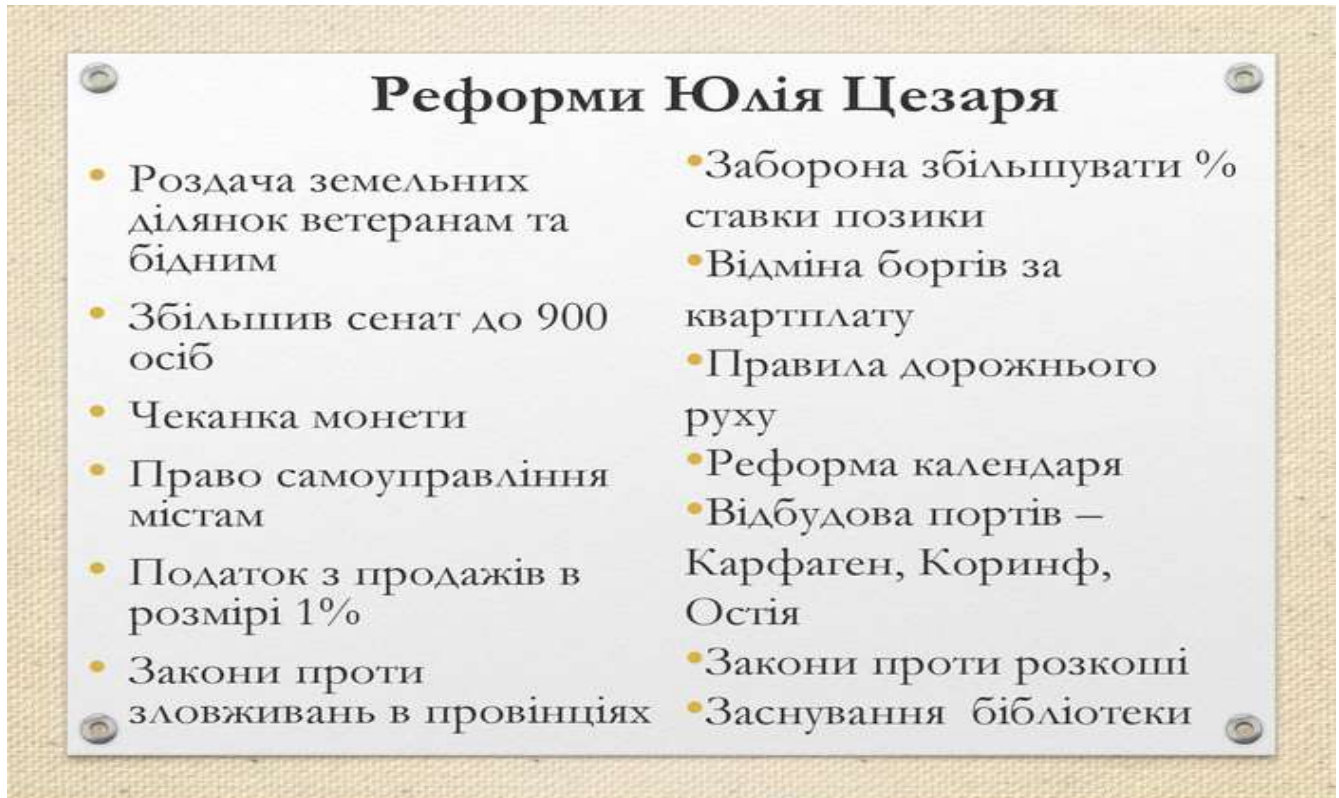 Реформи Юлія Цезаря
• Роздача земельних
ділянок ветеранам та
бідним
• Збільшив сенат до 900
осіб
• Чеканка монети
• Право самоуправління
містам
• Податок з продажів в
розмірі 1%
• Закони проти
зловживань в провінціях
•Заборона збільшувати %
ставки позики
•Відміна боргів за
квартплату
•Правила дорожнього
руху
•Реформа календаря
•Відбудова портів –
Карфаген, Коринф,
Остія
•Закони проти розкоші
•Заснування бібліотеки